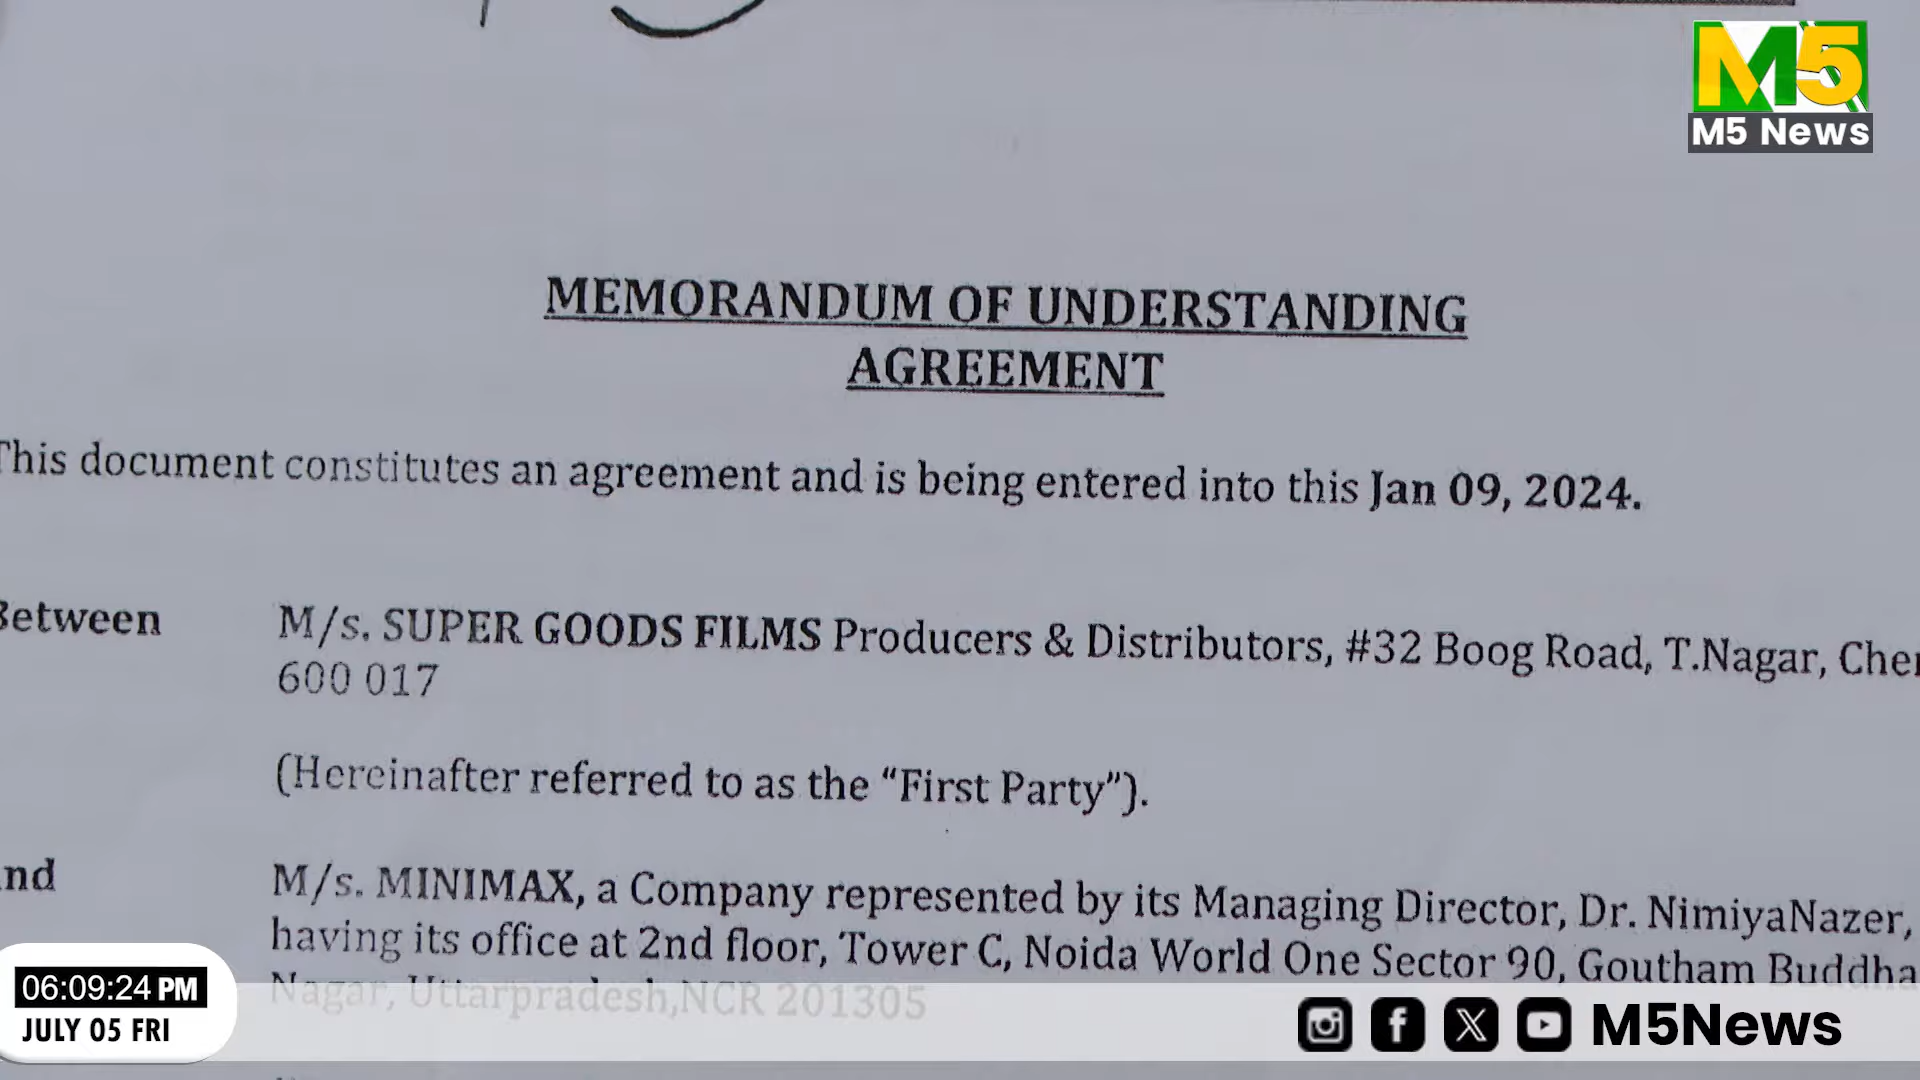 M5
M5 News
MEMORANDUM OF UNDERSTANDING
AGREEMENT
This document constitutes an agreement and is being entered into this Jan 09, 2024.
Between
M/s. SUPER GOODS FILMS Producers & Distributors, #32 Boog Road, T.Nagar, Cher
600 017
(Hereinafter referred to as the “First Party”).
nd
M/s. MINIMAX, a Company represented by its Managing Director, Dr. NimiyaNazer,
having its office at 2nd floor, Tower C, Noida World One Sector 90, Goutham Buddha
Nagar, Uttarpradesh,NCR 201305
06:09:24 PM
JULY 05 FRI
M5News